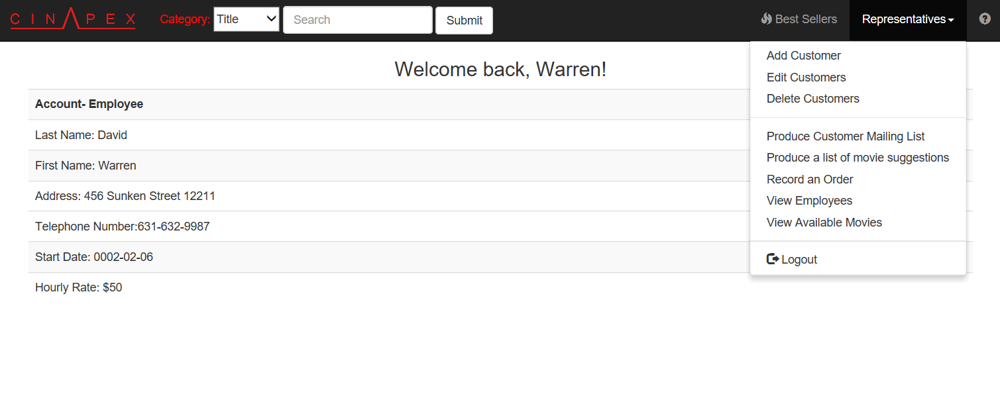 CINAPEX Category: Title Search Submit Best Sellers Representatives ?
Welcome back, Warren!
Account- Employee
Last Name: David
First Name: Warren
Address: 456 Sunken Street 12211
Telephone Number:631-632-9987
Start Date: 0002-02-06
Hourly Rate: $50
Add Customer
Edit Customers
Delete Customers
Produce Customer Mailing List
Produce a list of movie suggestions
Record an Order
View Employees
View Available Movies
Logout